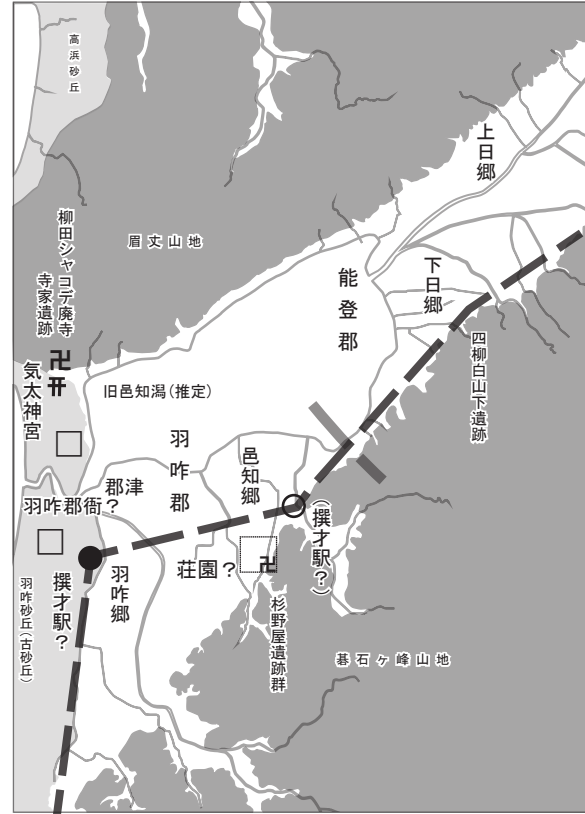 高浜砂丘
上日郷
柳田シャコデ廃寺
寺家遺跡
眉丈山地
能登郡
下日郷
四柳白山下遺跡
気太神宮
旧邑知潟(推定)
羽咋郡
邑知郷
郡津
羽咋郡衙?
(撰才駅?)
荘園?
羽咋砂丘(古砂丘)
撰才駅?
羽咋郷
杉野屋遺跡群
碁石ヶ峰山地